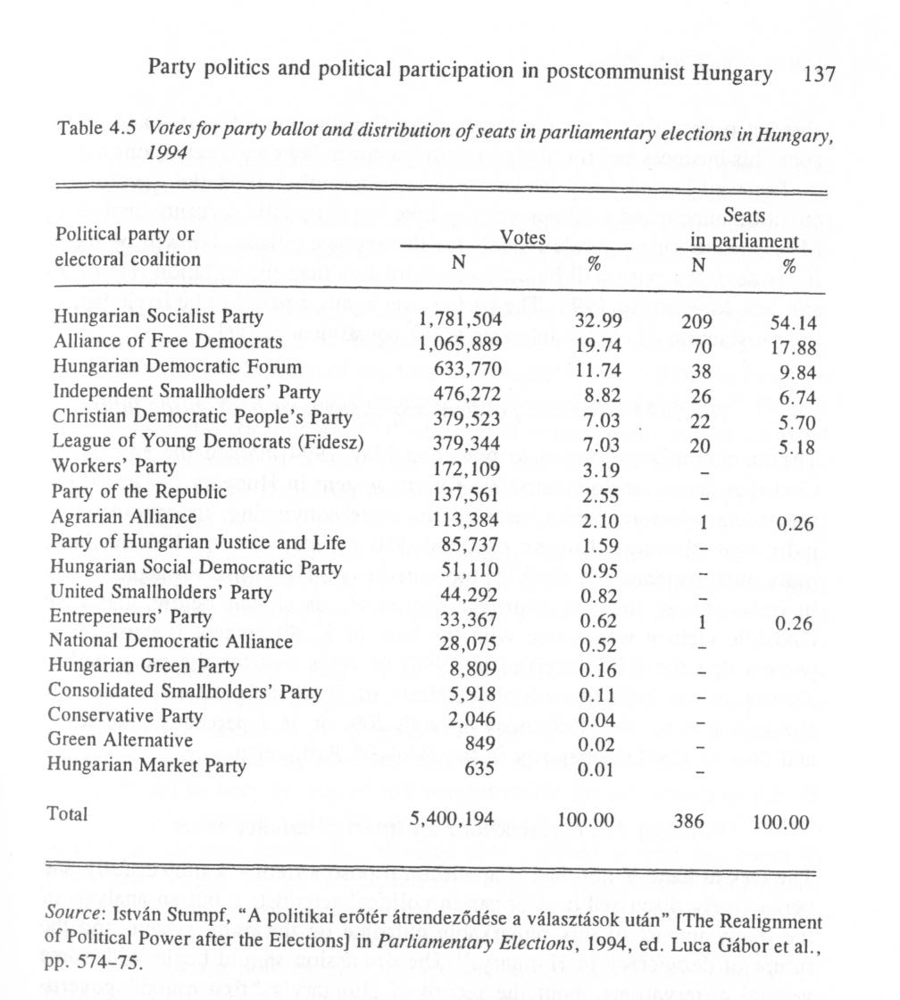 Party politics and political participation in postcommunist Hungary 137
Table 4.5 Votes for party ballot and distribution of seats in parliamentary elections in Hungary,
1994
Seats
Political party or Votes in parliament
electoral coalition N % N %
Hungarian Socialist Party 1,781,504 32.99 209 54.14
Alliance of Free Democrats 1,065,889 19.74 70 17.88
Hungarian Democratic Forum 633,770 11.74 38 9.84
Independent Smallholders' Party 476,272 8.82 26 6.74
Christian Democratic People's Party 379,523 7.03 22 5.70
League of Young Democrats (Fidesz) 379,344 7.03 20 5.18
Workers' Party 172,109 3.19 –
Party of the Republic 137,561 2.55 –
Agrarian Alliance 113,384 2.10 1 0.26
Party of Hungarian Justice and Life 85,737 1.59 –
Hungarian Social Democratic Party 51,110 0.95 –
United Smallholders' Party 44,292 0.82 –
Entrepeneurs' Party 33,367 0.62 1 0.26
National Democratic Alliance 28,075 0.52 –
Hungarian Green Party 8,809 0.16 –
Consolidated Smallholders' Party 5,918 0.11 –
Conservative Party 2,046 0.04 –
Green Alternative 849 0.02 –
Hungarian Market Party 635 0.01 –
Total 5,400,194 100.00 386 100.00
Source: István Stumpf, "A politikai erőtér átrendeződése a választások után" [The Realignment
of Political Power after the Elections] in Parliamentary Elections, 1994, ed. Luca Gábor et al.,
pp. 574–75.